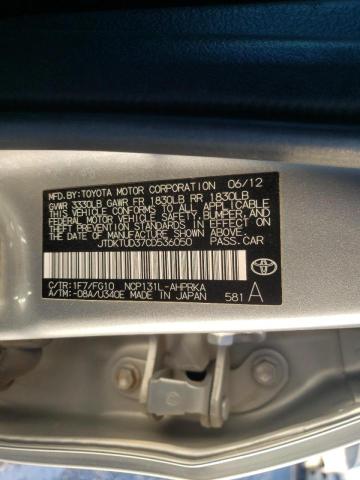 MFD.BY:TOYOTA MOTOR CORPORATION 06/12
GVWR 3330LB GAWR FR 1830LB RR 1830LB
THIS VEHICLE CONFORMS TO ALL APPLICABLE
FEDERAL MOTOR VEHICLE SAFETY, BUMPER, AND
THEFT PREVENTION STANDARDS IN EFFECT ON
THE DATE OF MANUFACTURE SHOWN ABOVE.
JTDKTUD37CD536050 PASS.CAR
C/TR:1F7/FG10 NCP131L-AHPRKA
A/TM:-08A/U340E MADE IN JAPAN 581 A